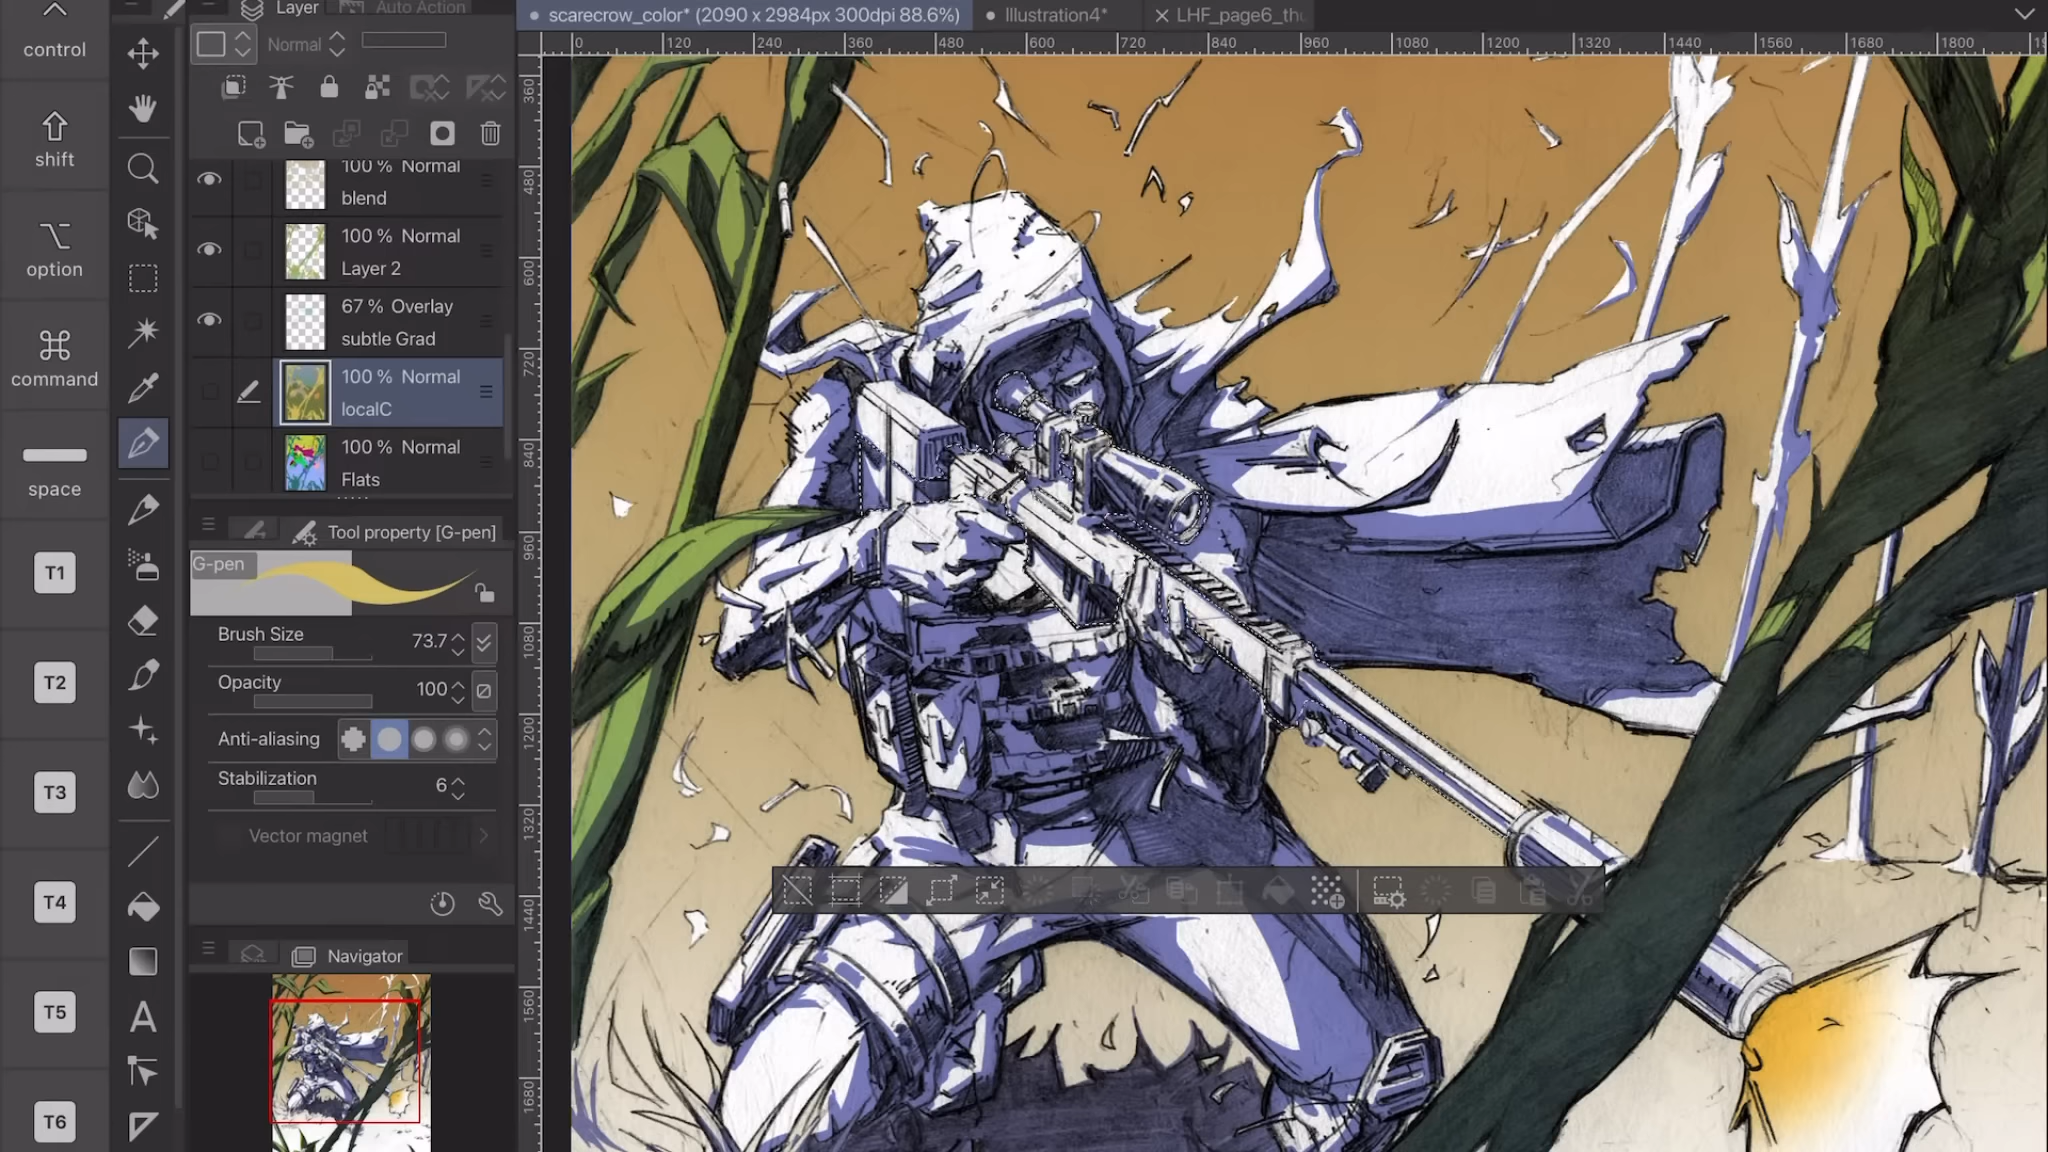 control
shift
option
command
space
T1
T2
T3
T4
T5
T6
Layer
Auto Action
Normal
100 % Normal
blend
100 % Normal
Layer 2
67 % Overlay
subtle Grad
100 % Normal
localC
100 % Normal
Flats
Tool property [G-pen]
G-pen
Brush Size
73.7
Opacity
100
Anti-aliasing
Stabilization
6
Vector magnet
Navigator
scarecrow_color* (2090 x 2984px 300dpi 88.6%)
Illustration4*
LHF_page6_thu
0 120 240 360 480 600 720 840 960 1080 1200 1320 1440 1560 1680 1800 19
360
480
600
720
840
960
1080
1200
1320
1440
1560
1680